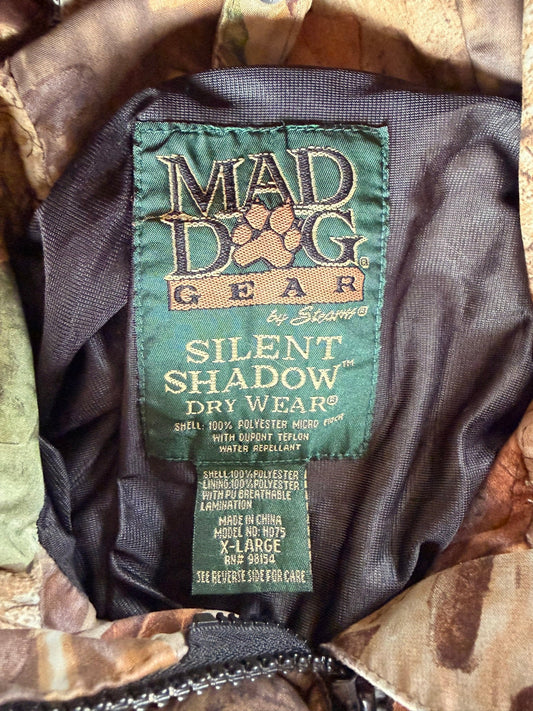 MAD
DOG®
GEAR
by Stearns®
SILENT
SHADOW™
DRY WEAR®
SHELL: 100% POLYESTER MICRO FIBER
WITH DUPONT TEFLON
WATER REPELLANT
SHELL:100%POLYESTER
LINING:100%POLYESTER
WITH PU BREATHABLE
LAMINATION
MADE IN CHINA
MODEL NO: H075
X-LARGE
RN# 98154
SEE REVERSE SIDE FOR CARE